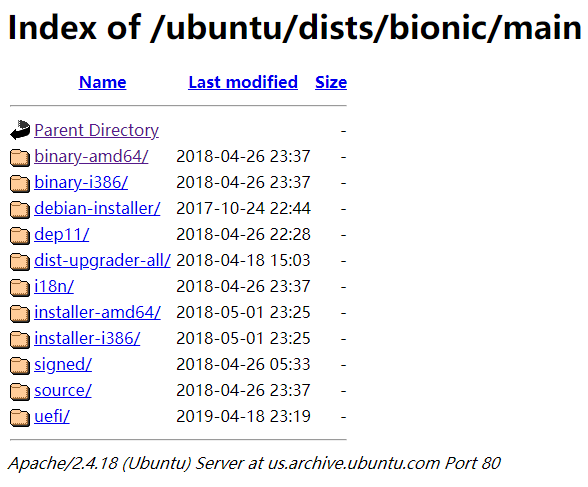 Index of /ubuntu/dists/bionic/main
Name Last modified Size
Parent Directory -
binary-amd64/ 2018-04-26 23:37 -
binary-i386/ 2018-04-26 23:37 -
debian-installer/ 2017-10-24 22:44 -
dep11/ 2018-04-26 22:28 -
dist-upgrader-all/ 2018-04-18 15:03 -
i18n/ 2018-04-26 23:37 -
installer-amd64/ 2018-05-01 23:25 -
installer-i386/ 2018-05-01 23:25 -
signed/ 2018-04-26 05:33 -
source/ 2018-04-26 23:37 -
uefi/ 2019-04-18 23:19 -
Apache/2.4.18 (Ubuntu) Server at us.archive.ubuntu.com Port 80